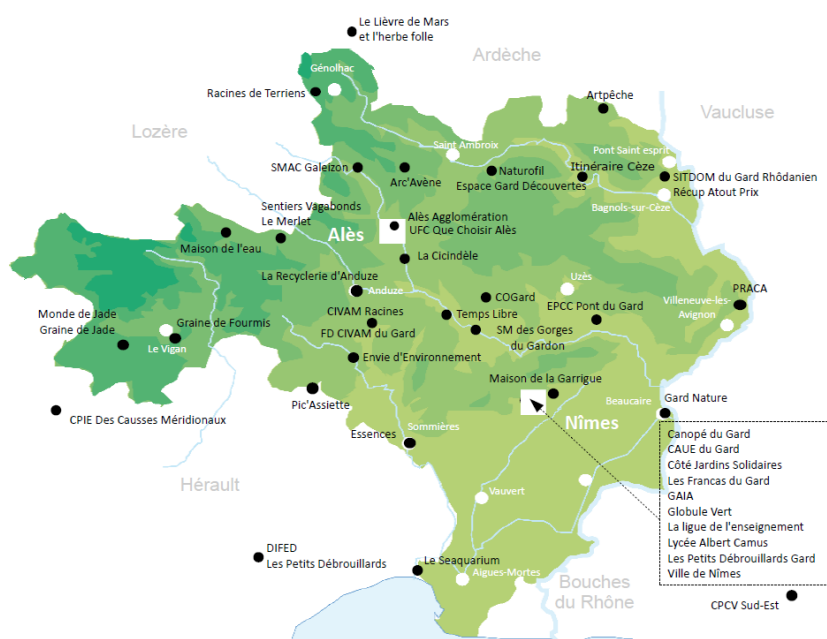 Le Lièvre de Mars
et l'herbe folle
Ardèche
Génolhac
Racines de Terriens
Artpêche
Vaucluse
Lozère
Saint Ambroix
Pont Saint esprit
SMAC Galeizon
Arc'Avène
Naturofil
Itinéraire Cèze
Espace Gard Découvertes
SITDOM du Gard Rhôdanien
Récup Atout Prix
Bagnols-sur-Cèze
Sentiers Vagabonds
Le Merlet
Alès
Alès Agglomération
UFC Que Choisir Alès
Maison de l'eau
La Cicindèle
La Recyclerie d'Anduze
Anduze
Uzès
PRACA
COGard
Villeneuve-les-
Avignon
EPCC Pont du Gard
CIVAM Racines
FD CIVAM du Gard
Temps Libre
SM des Gorges
du Gardon
Monde de Jade
Graine de Jade
Graine de Fourmis
Le Vigan
Envie d'Environnement
Maison de la Garrigue
Pic'Assiette
Beaucaire
Gard Nature
CPIE Des Causses Méridionaux
Nîmes
Essences
Sommières
Canopé du Gard
CAUE du Gard
Côté Jardins Solidaires
Les Francas du Gard
GAIA
Globule Vert
La ligue de l'enseignement
Lycée Albert Camus
Les Petits Débrouillards Gard
Ville de Nîmes
Hérault
Vauvert
DIFED
Les Petits Débrouillards
Le Seaquarium
Aigues-Mortes
Bouches
du Rhône
CPCV Sud-Est